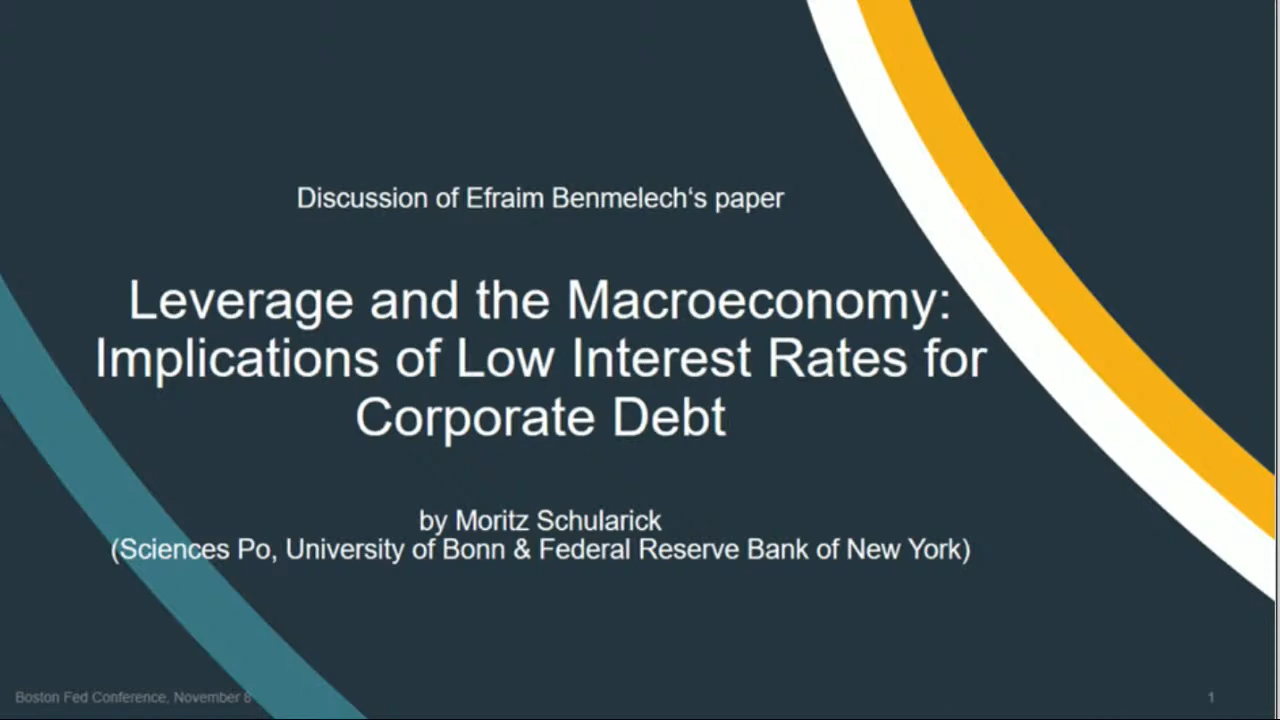 Discussion of Efraim Benmelech‘s paper
Leverage and the Macroeconomy:
Implications of Low Interest Rates for
Corporate Debt
by Moritz Schularick
(Sciences Po, University of Bonn & Federal Reserve Bank of New York)
Boston Fed Conference, November 8
1